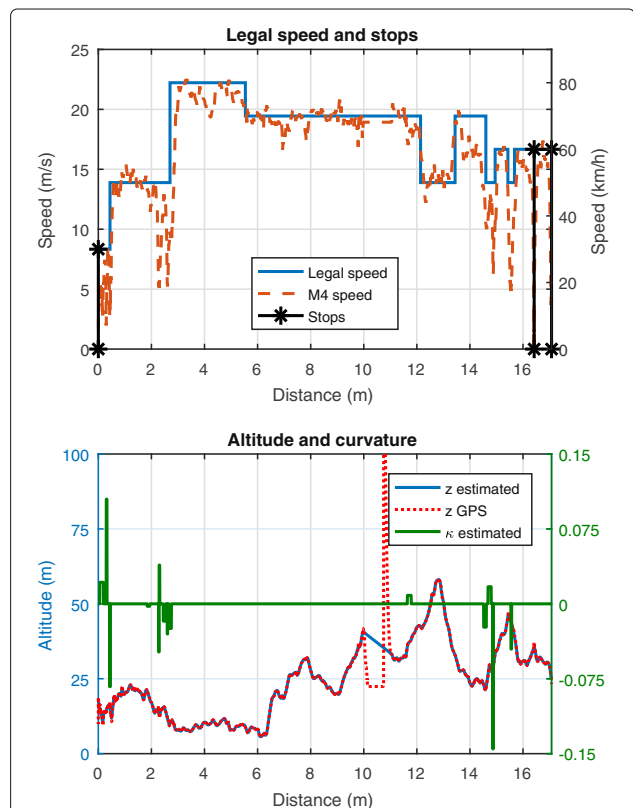 Legal speed and stops
25
20
15
10
5
0
Speed (m/s)
80
60
40
20
0
Speed (km/h)
Legal speed
M4 speed
Stops
0 2 4 6 8 10 12 14 16
Distance (m)
Altitude and curvature
100
75
50
25
0
Altitude (m)
0.15
0.075
0
-0.075
-0.15
z estimated
z GPS
κ estimated
0 2 4 6 8 10 12 14 16
Distance (m)